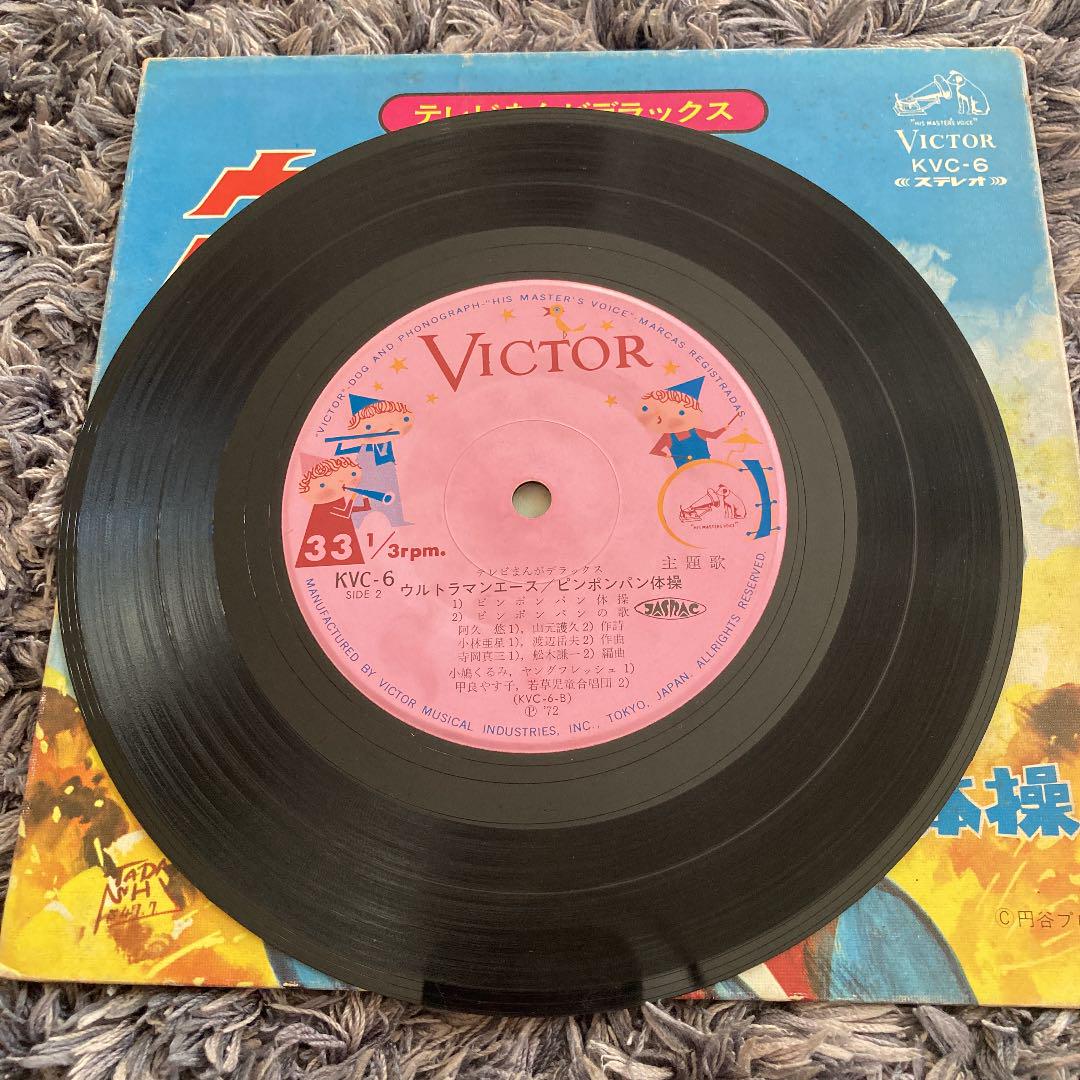 テレビまんがデラックス
"HIS MASTER'S VOICE"
VICTOR
KVC-6
ステレオ
ウ
"VICTOR" DOG AND PHONOGRAPH-"HIS MASTER'S VOICE"-MARCAS REGISTRADAS
VICTOR
"HIS MASTER'S VOICE"
33 1/3rpm.
主題歌
テレビまんがデラックス
KVC-6
ウルトラマンエース/ピンポンパン体操
SIDE 2
1) ピンポンパン体操
2) ピンポンパンの歌
JASRAC
阿久 悠1), 山元護久2)作詩
小林亜星1), 渡辺岳夫2)作曲
寺岡真三1), 舩木謙一2)編曲
小鳩くるみ, ヤングフレッシュ1)
甲良やす子, 若草児童合唱団2)
(KVC-6-B)
Ⓟ '72
MANUFACTURED BY VICTOR MUSICAL INDUSTRIES, INC., TOKYO, JAPAN. ALLRIGHTS RESERVED.
体操
TADA
H
©円谷プ